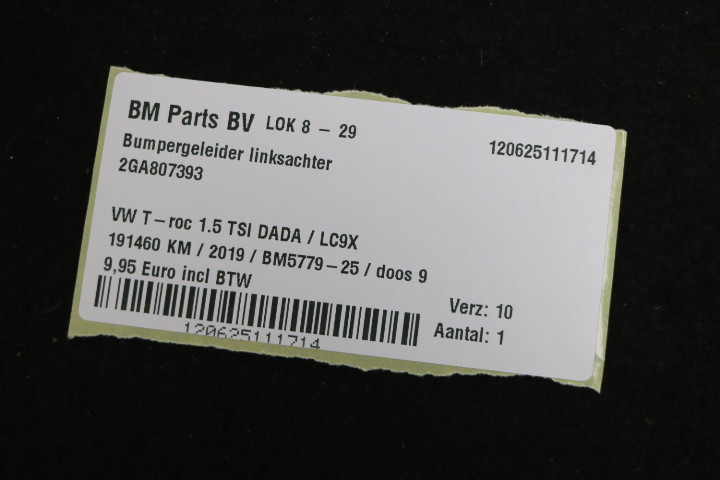 BM Parts BV LOK 8 – 29
120625111714
Bumpergeleider linksachter
2GA807393
VW T–roc 1.5 TSI DADA / LC9X
191460 KM / 2019 / BM5779–25 / doos 9
9,95 Euro incl BTW
Verz: 10
Aantal: 1
120625111714